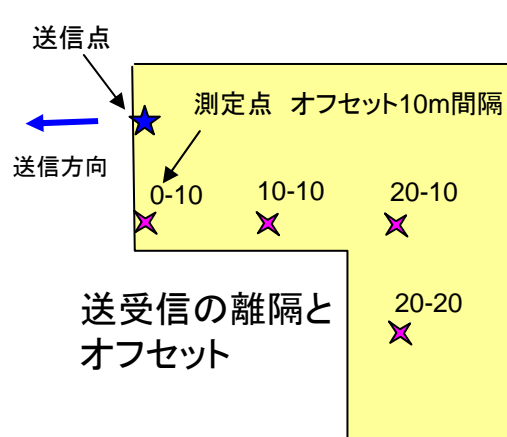 送信点
測定点 オフセット10m間隔
送信方向
0-10
10-10
20-10
送受信の離隔と
オフセット
20-20